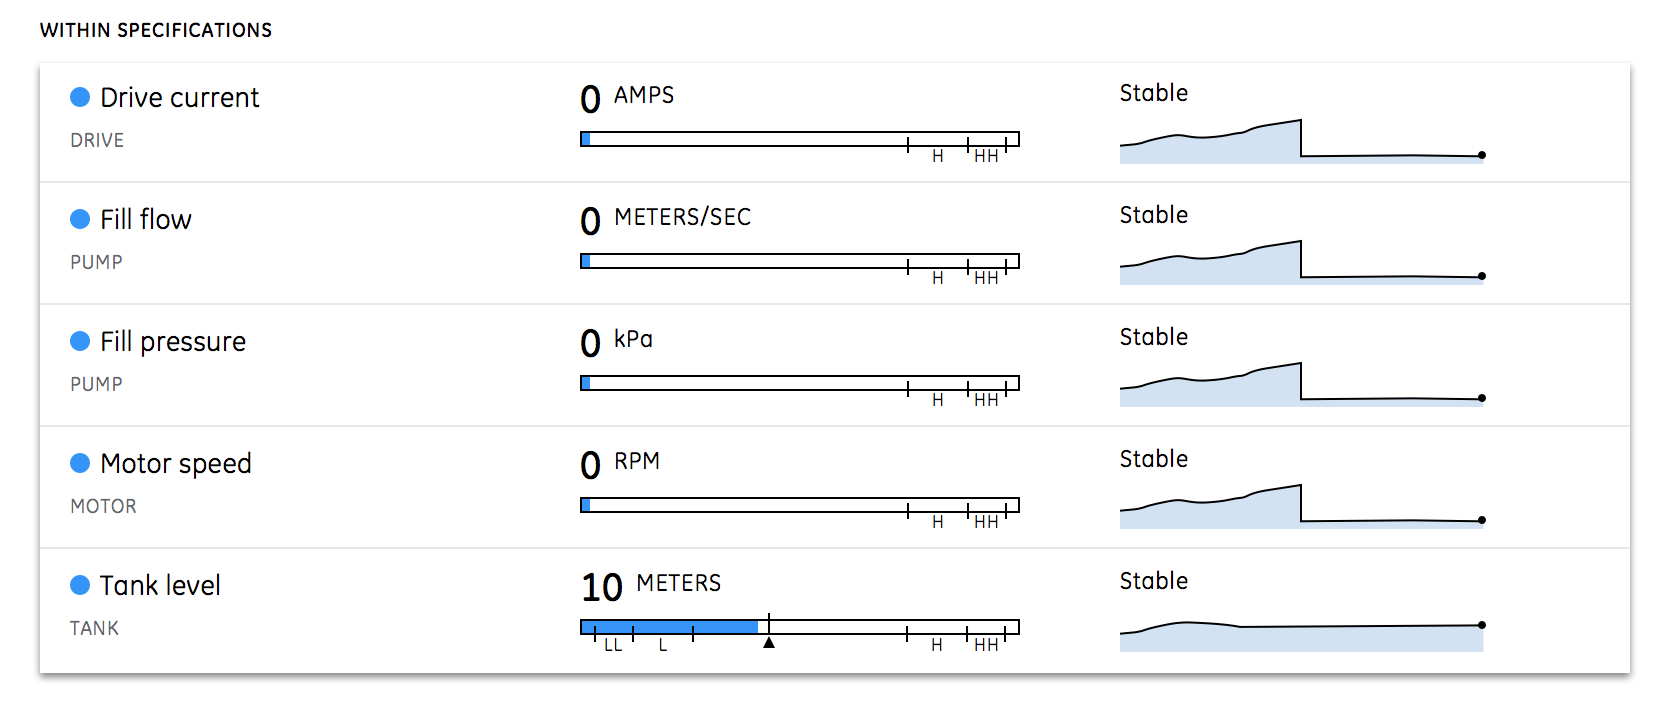 WITHIN SPECIFICATIONS
Drive current
DRIVE
0 AMPS
H HH
Stable
Fill flow
PUMP
0 METERS/SEC
H HH
Stable
Fill pressure
PUMP
0 kPa
H HH
Stable
Motor speed
MOTOR
0 RPM
H HH
Stable
Tank level
TANK
10 METERS
LL L H HH
Stable